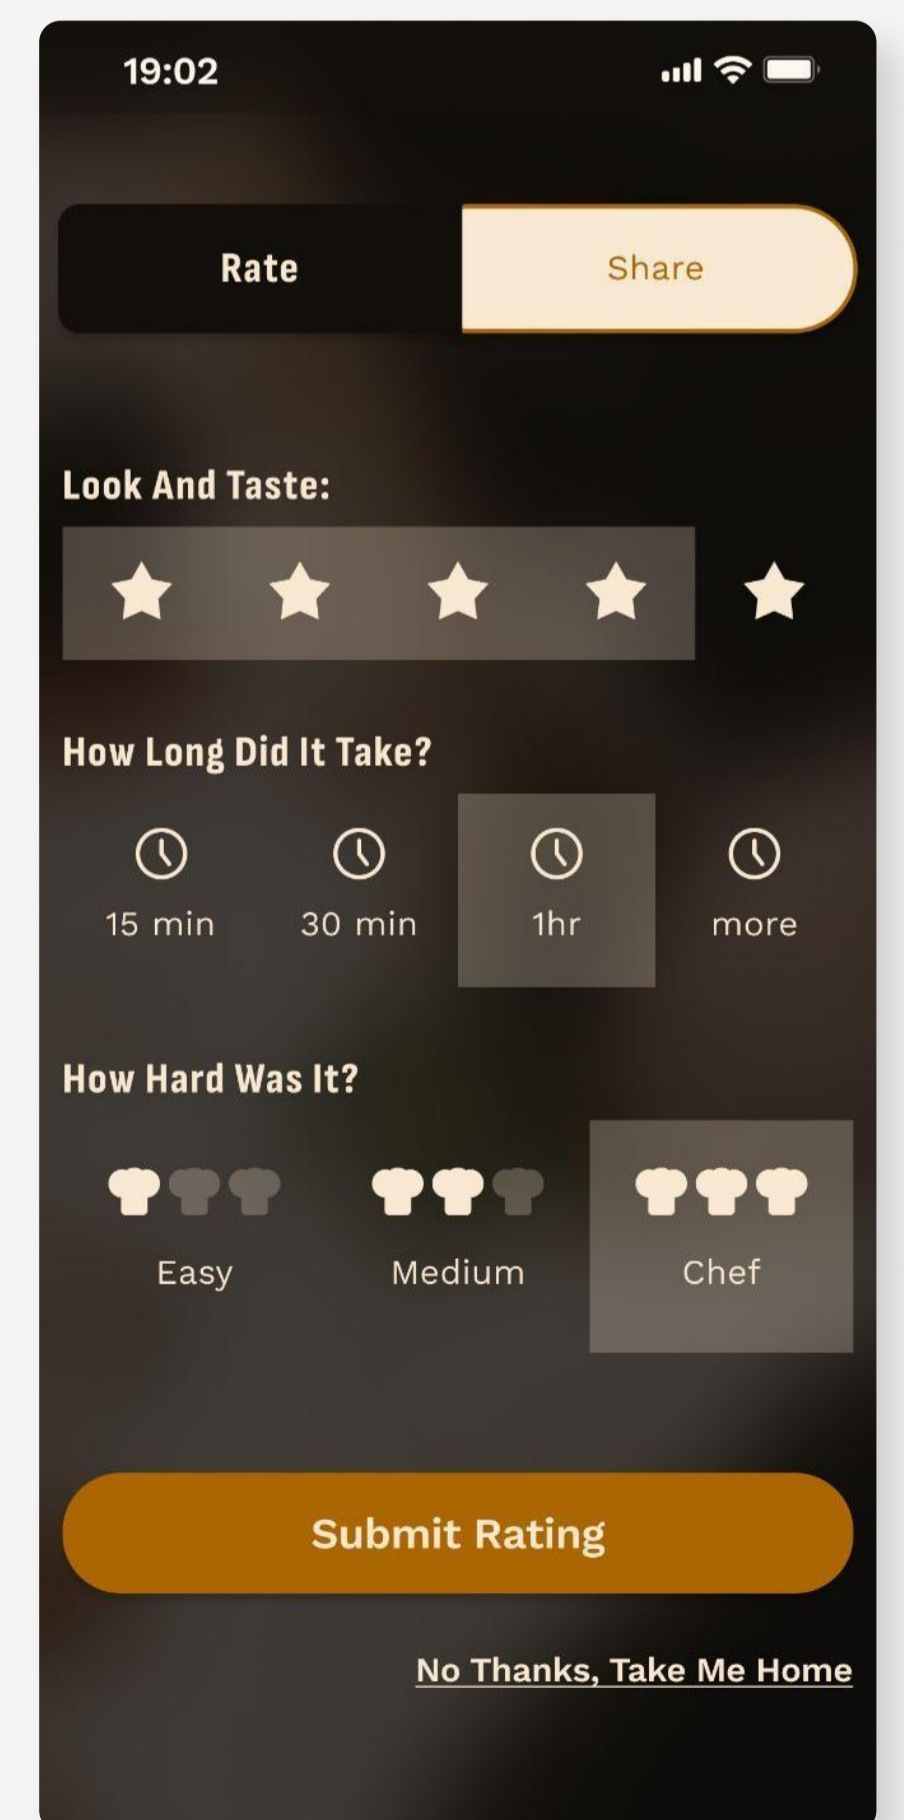 19:02
Rate Share
Look And Taste:
How Long Did It Take?
15 min 30 min 1hr more
How Hard Was It?
Easy Medium Chef
Submit Rating
No Thanks, Take Me Home